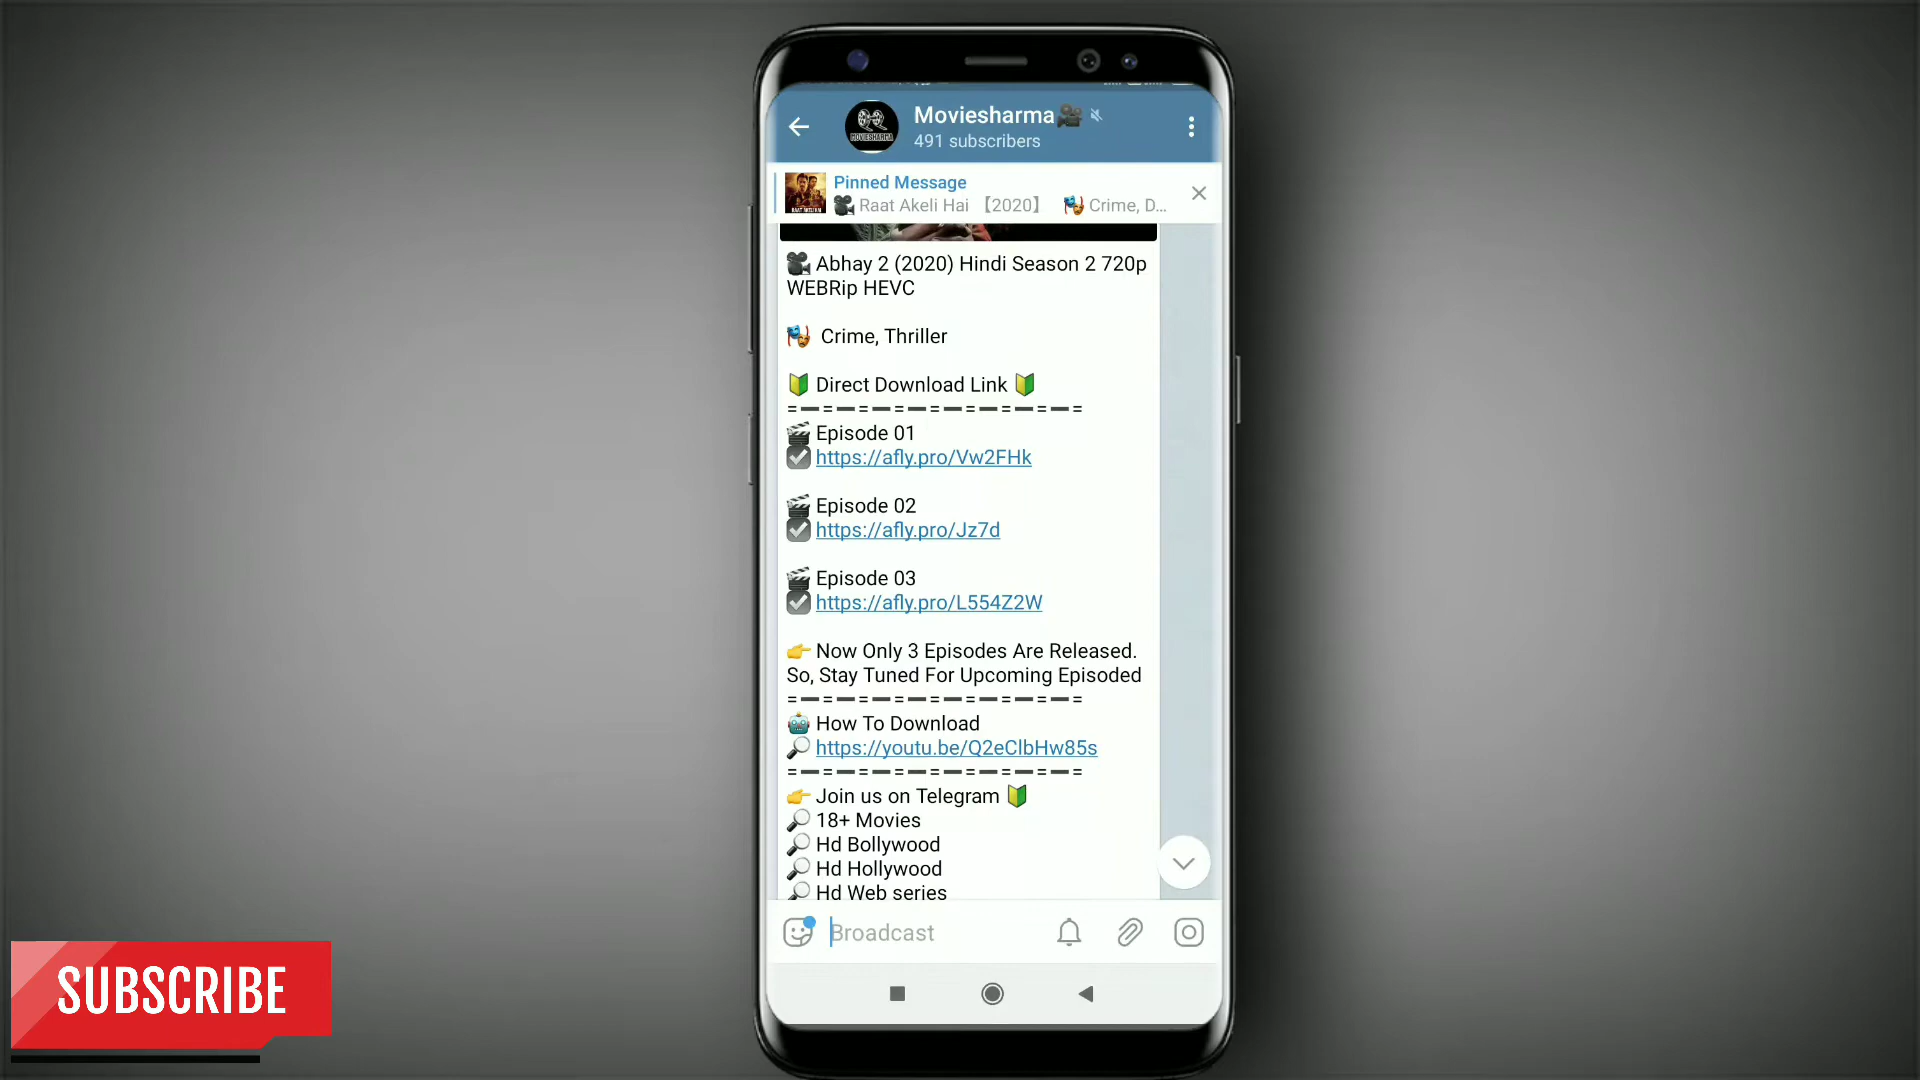 Moviesharma🎥
491 subscribers
MOVIESHARMA
Pinned Message
🎥 Raat Akeli Hai 【2020】 🎭 Crime, D...
🎥 Abhay 2 (2020) Hindi Season 2 720p
WEBRip HEVC
🎭 Crime, Thriller
🔰 Direct Download Link 🔰
=➖=➖=➖=➖=➖=➖=➖=➖=
🎬 Episode 01
☑️ https://afly.pro/Vw2FHk
🎬 Episode 02
☑️ https://afly.pro/Jz7d
🎬 Episode 03
☑️ https://afly.pro/L554Z2W
👉 Now Only 3 Episodes Are Released.
So, Stay Tuned For Upcoming Episoded
=➖=➖=➖=➖=➖=➖=➖=➖=
🤖 How To Download
🔎 https://youtu.be/Q2eClbHw85s
=➖=➖=➖=➖=➖=➖=➖=➖=
👉 Join us on Telegram 🔰
🔎 18+ Movies
🔎 Hd Bollywood
🔎 Hd Hollywood
🔎 Hd Web series
Broadcast
SUBSCRIBE